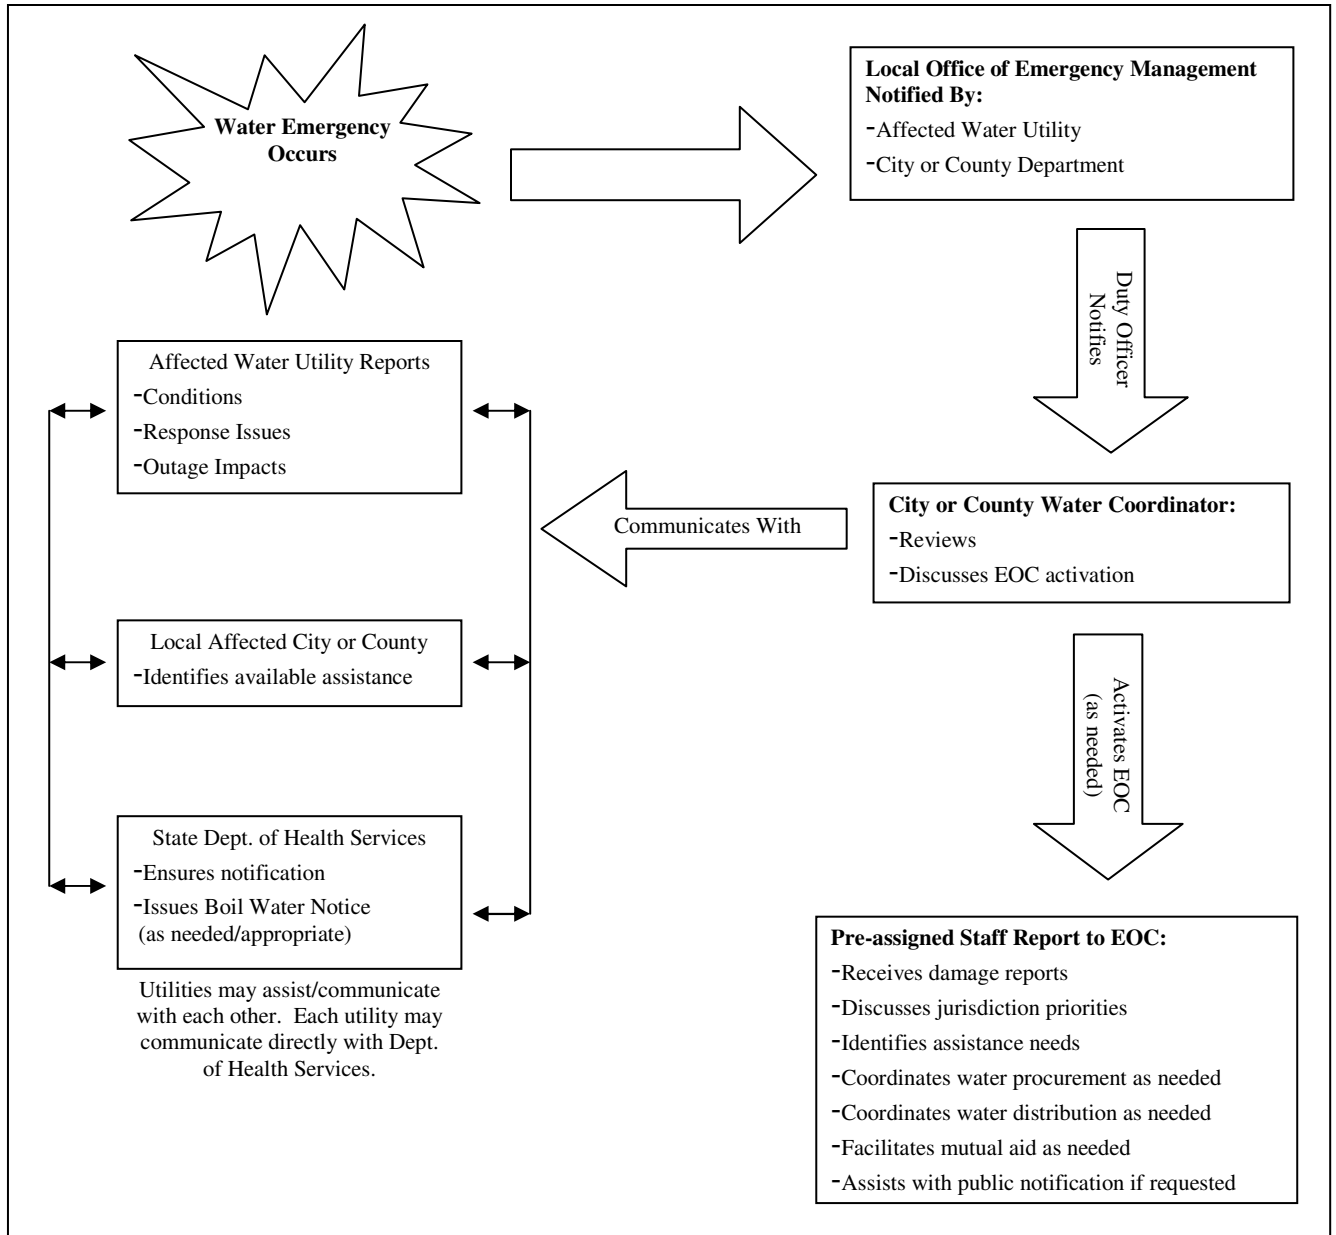 Water Emergency
Occurs
Local Office of Emergency Management
Notified By:
-Affected Water Utility
-City or County Department
Duty Officer
Notifies
City or County Water Coordinator:
-Reviews
-Discusses EOC activation
Communicates With
Affected Water Utility Reports
-Conditions
-Response Issues
-Outage Impacts
Local Affected City or County
-Identifies available assistance
State Dept. of Health Services
-Ensures notification
-Issues Boil Water Notice
(as needed/appropriate)
Utilities may assist/communicate
with each other.  Each utility may
communicate directly with Dept.
of Health Services.
Activates EOC
(as needed)
Pre-assigned Staff Report to EOC:
-Receives damage reports
-Discusses jurisdiction priorities
-Identifies assistance needs
-Coordinates water procurement as needed
-Coordinates water distribution as needed
-Facilitates mutual aid as needed
-Assists with public notification if requested